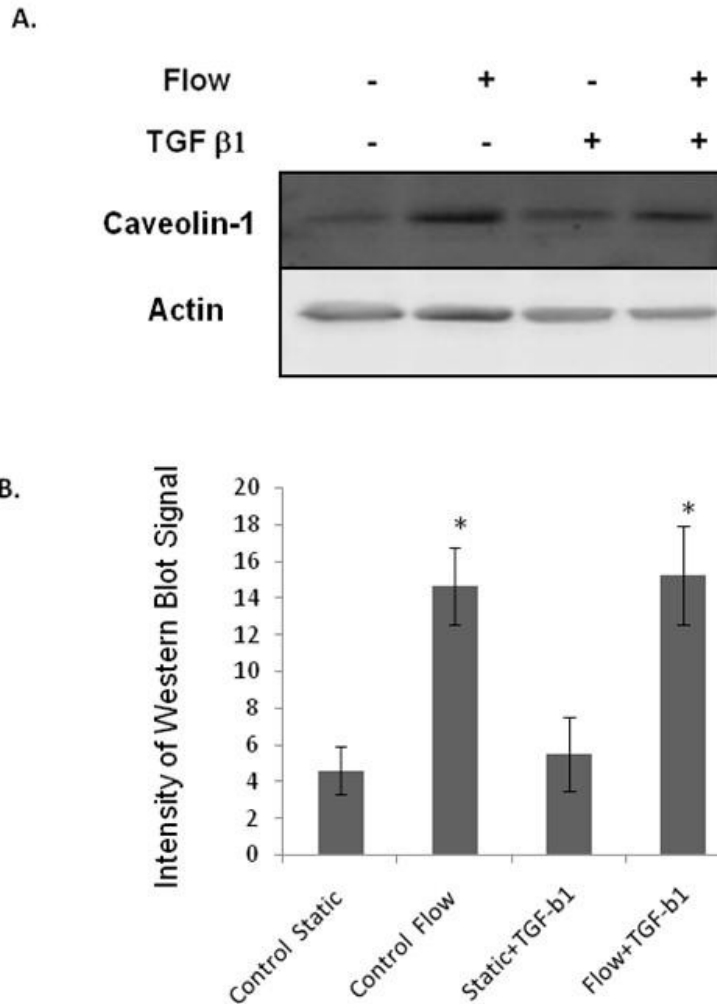 A.
Flow - + - +
TGF β1 - - + +
Caveolin-1
Actin
B.
Intensity of Western Blot Signal
20
18
16
14
12
10
8
6
4
2
0
* *
Control Static
Control Flow
Static+TGF-b1
Flow+TGF-b1